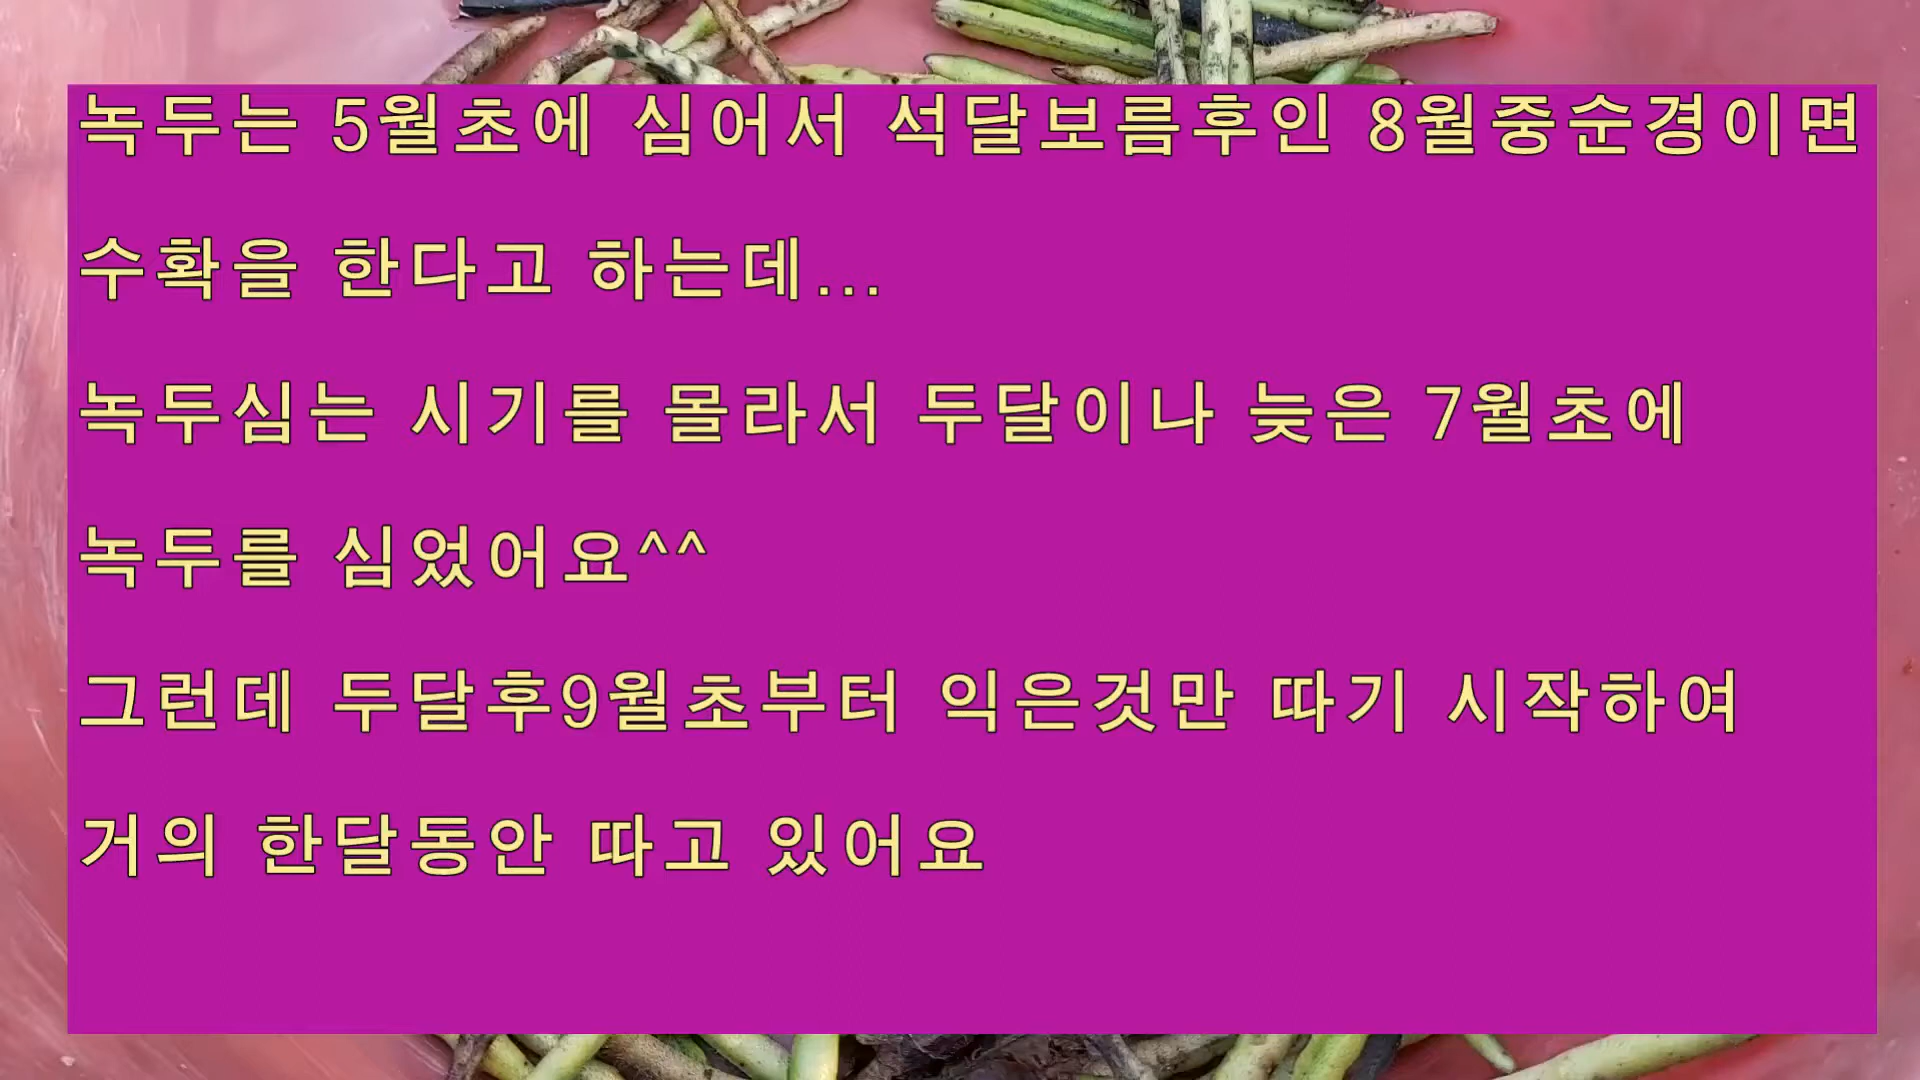 녹두는 5월초에 심어서 석달보름후인 8월중순경이면
수확을 한다고 하는데...
녹두심는 시기를 몰라서 두달이나 늦은 7월초에
녹두를 심었어요^^
그런데 두달후9월초부터 익은것만 따기 시작하여
거의 한달동안 따고 있어요